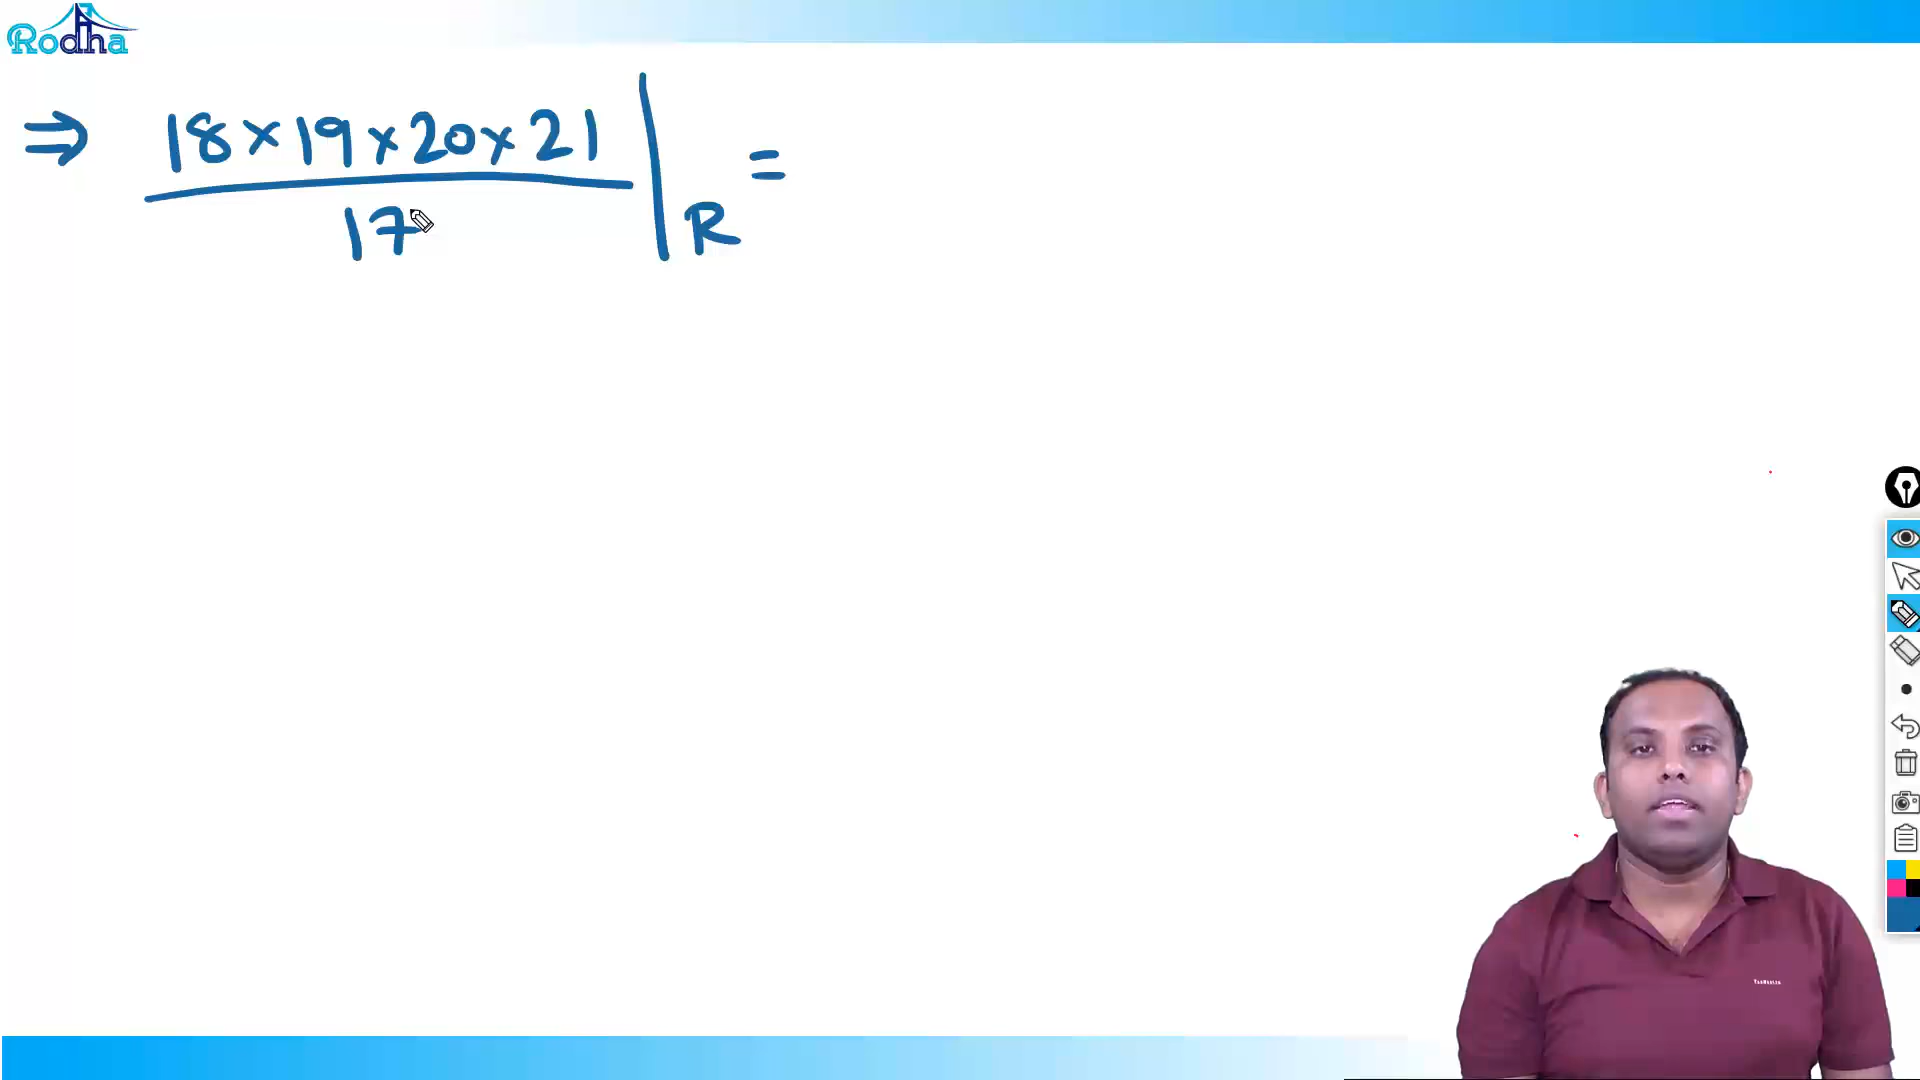 Rodha
⇒ 18 × 19 × 20 × 21
17
R =